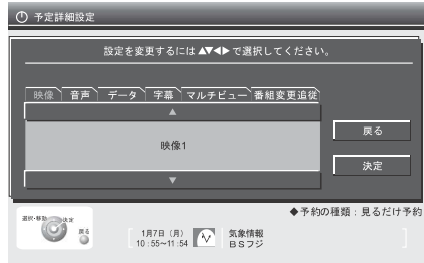 予定詳細設定
設定を変更するには▲▼◀▶で選択してください。
映像 音声 データ 字幕 マルチビュー 番組変更追従
▲
映像1
▼
戻る
決定
◆予約の種類：見るだけ予約
選択・移動 決定
戻る
1月7日（月） 気象情報
10：55～11：54 BSフジ